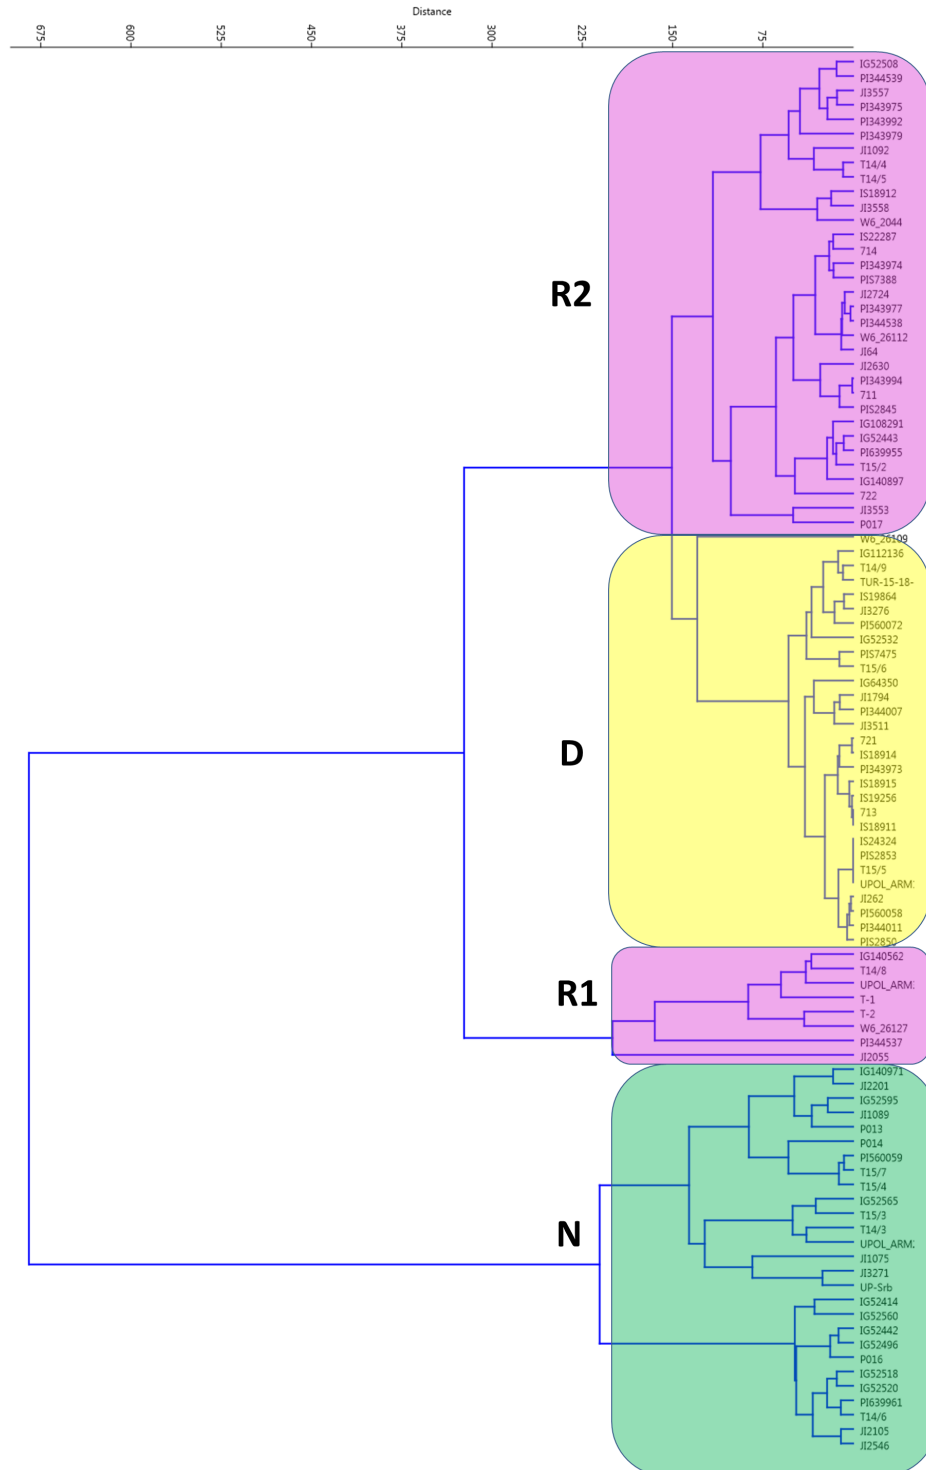 Distance
675
600
525
450
375
300
225
150
75
IG52508
PI344539
JI3557
PI343975
PI343992
PI343979
JI1092
T14/4
T14/5
IS18912
JI3558
W6_2044
IS22287
714
PI343974
PIS7388
JI2724
PI343977
PI344538
W6_26112
JI64
JI2630
PI343994
711
PIS2845
IG108291
IG52443
PI639955
T15/2
IG140897
722
JI3553
P017
R2
W6_26109
IG112136
T14/9
TUR-15-18-
IS19864
JI3276
PI560072
IG52532
PIS7475
T15/6
IG64350
JI1794
PI344007
JI3511
721
IS18914
PI343973
IS18915
IS19256
713
IS18911
IS24324
PIS2853
T15/5
UPOL_ARM:
JI262
PI560058
PI344011
PIS2850
D
IG140562
T14/8
UPOL_ARM:
T-1
T-2
W6_26127
PI344537
JI2055
R1
IG140971
JI2201
IG52595
JI1089
P013
P014
PI560059
T15/7
T15/4
IG52565
T15/3
T14/3
UPOL_ARM:
JI1075
JI3271
UP-Srb
IG52414
IG52560
IG52442
IG52496
P016
IG52518
IG52520
PI639961
T14/6
JI2105
JI2546
N